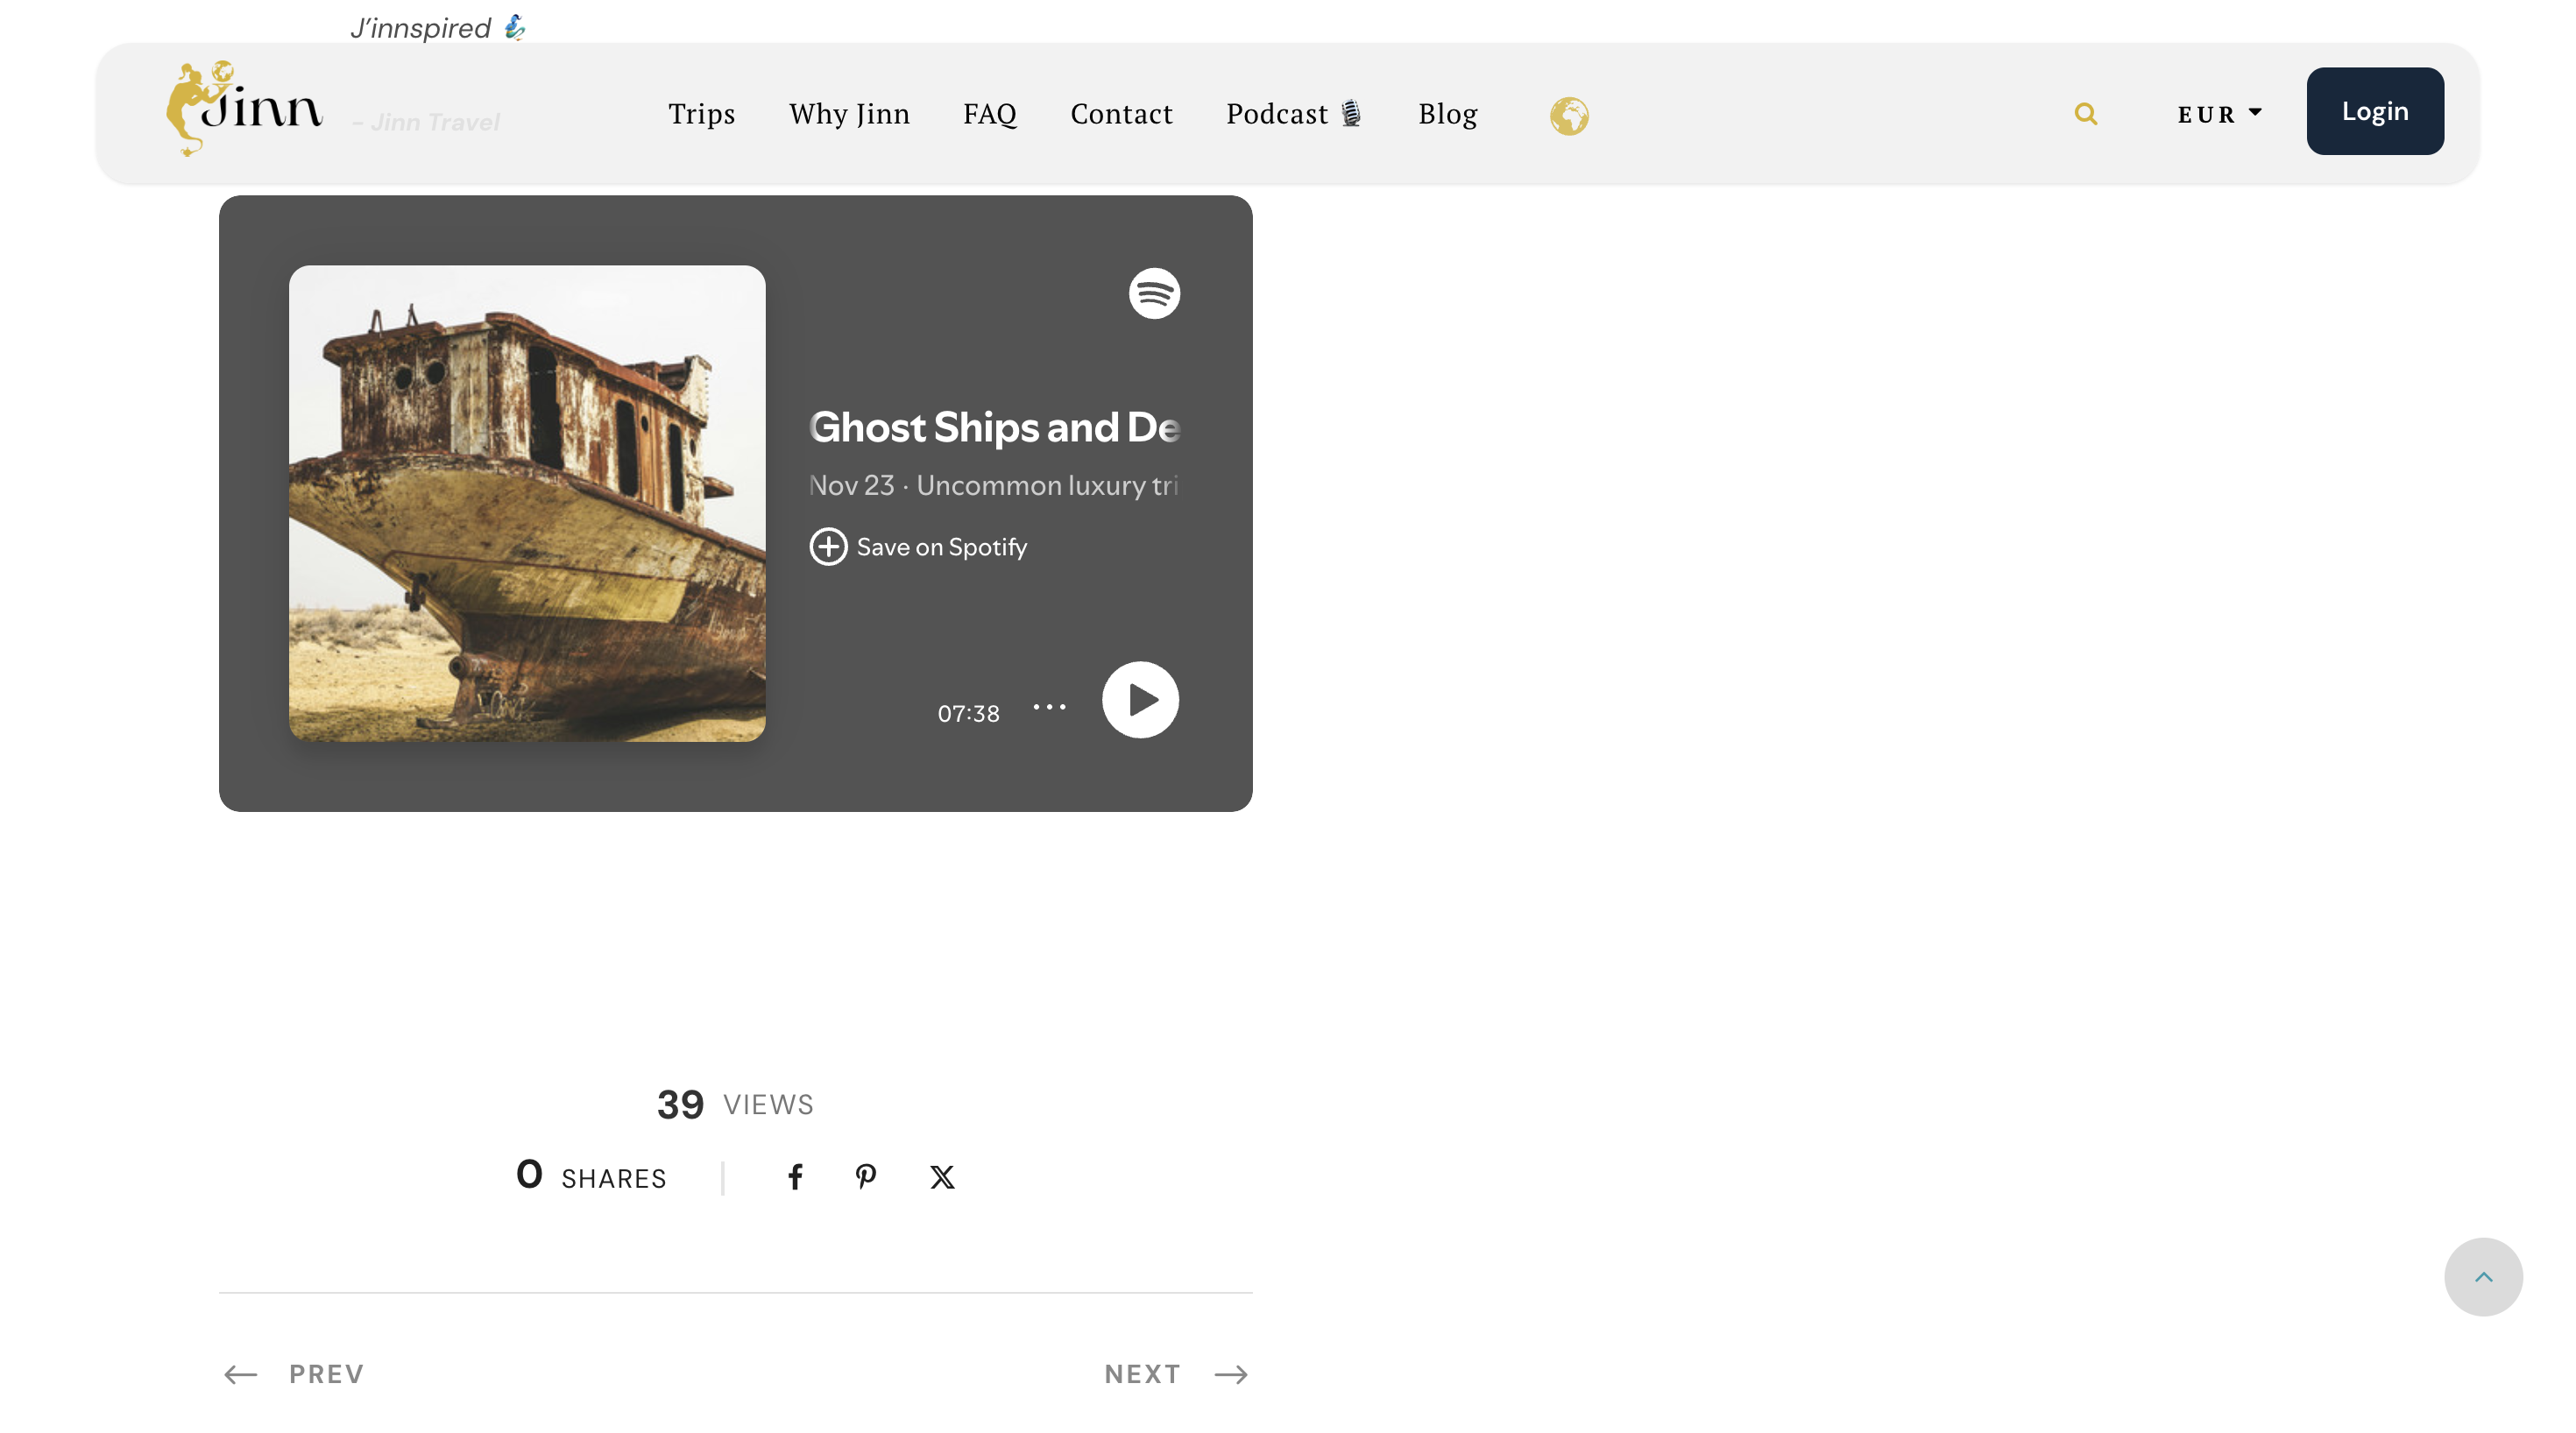 J'innspired
Jinn
- Jinn Travel
Trips
Why Jinn
FAQ
Contact
Podcast
Blog
EUR
Login
Ghost Ships and De
Nov 23 · Uncommon luxury tri
Save on Spotify
07:38
39 VIEWS
0 SHARES
PREV
NEXT